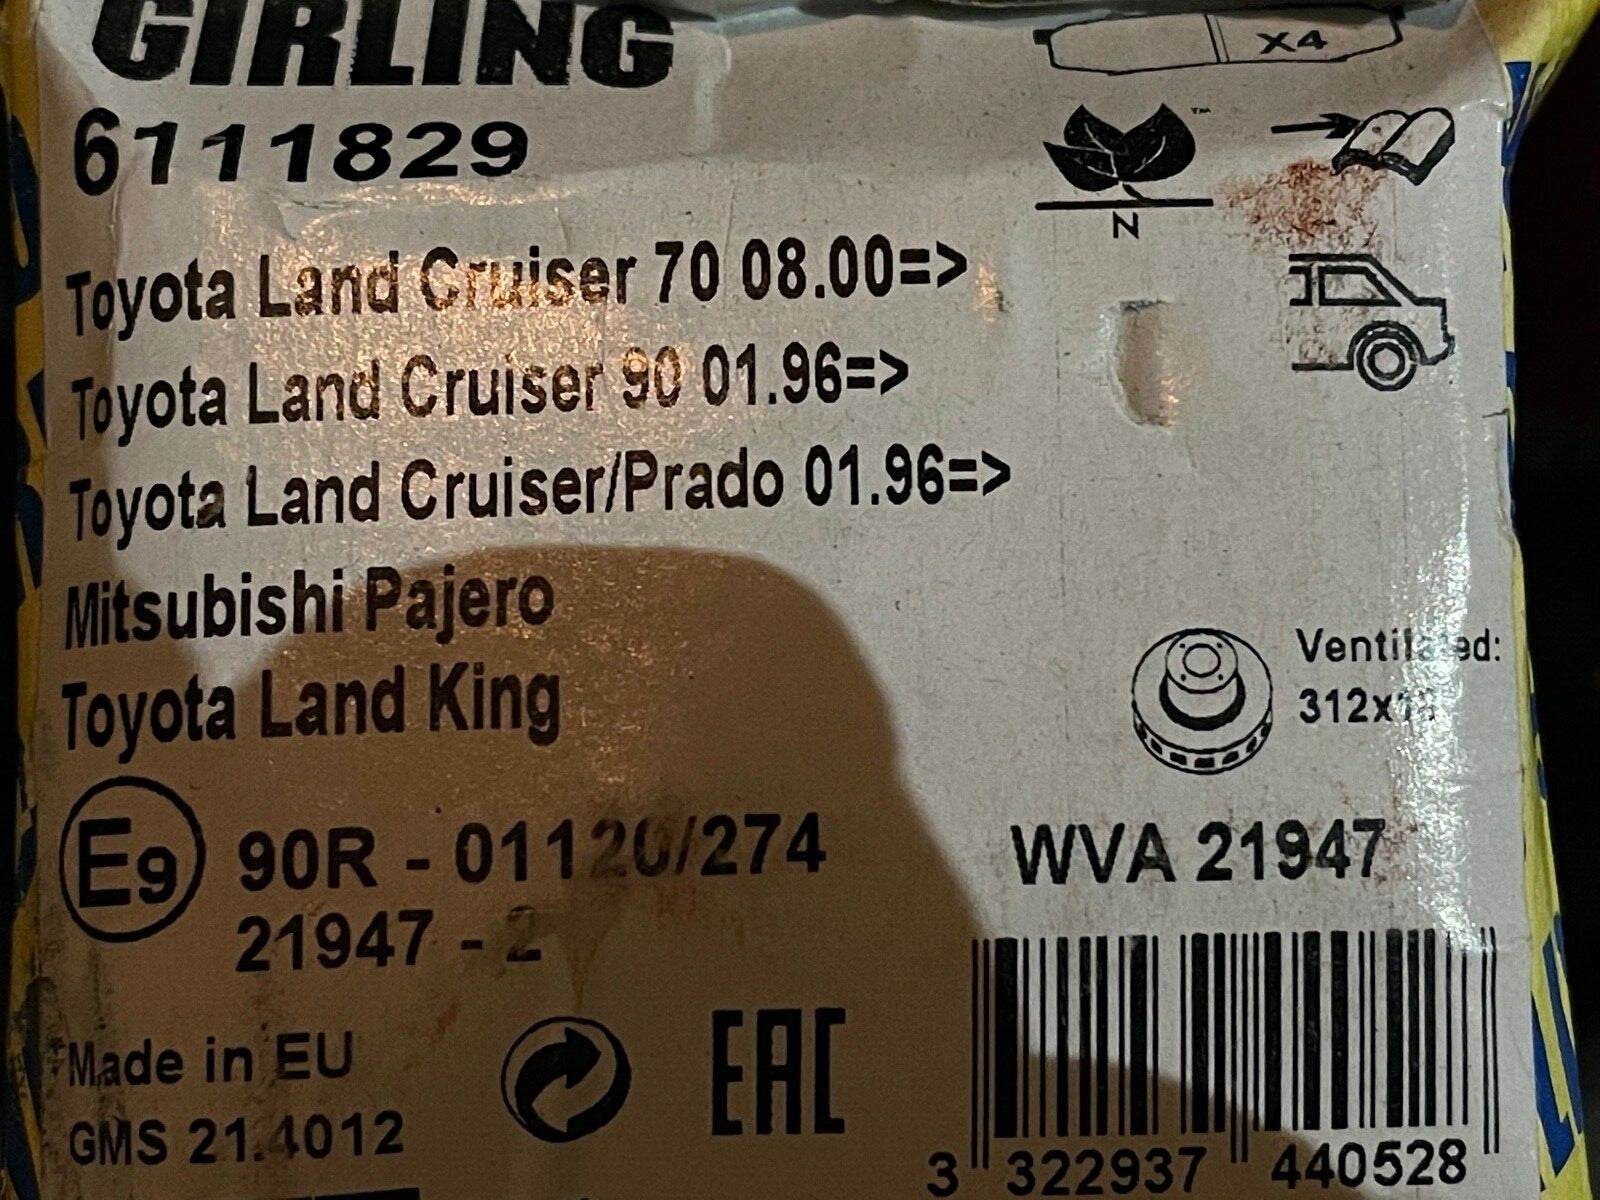 GIRLING
X4
6111829
TM
N
Toyota Land Cruiser 70 08.00=>
Toyota Land Cruiser 90 01.96=>
Toyota Land Cruiser/Prado 01.96=>
Mitsubishi Pajero
Toyota Land King
Ventilated:
E9
90R - 01120/274
21947 - 2
WVA 21947
Made in EU
GMS 21.4012
EAC
3 322937 440528